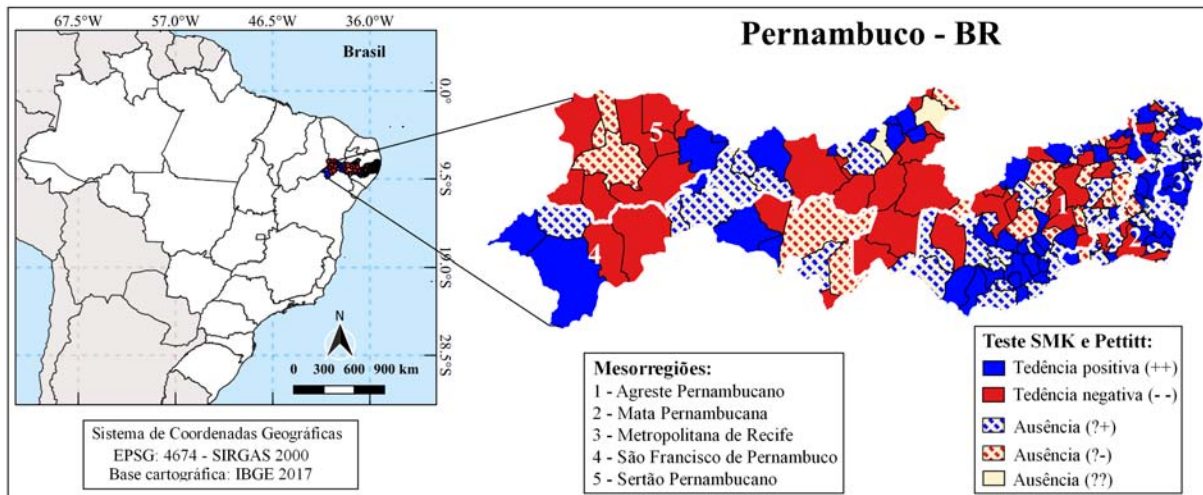 67.5°W 57.0°W 46.5°W 36.0°W
Brasil
0.0°
9.5°S
19.0°S
28.5°S
N
0 300 600 900 km
Sistema de Coordenadas Geográficas
EPSG: 4674 - SIRGAS 2000
Base cartográfica: IBGE 2017
Pernambuco - BR
5
4
1
2
3
Mesorregiões:
1 - Agreste Pernambucano
2 - Mata Pernambucana
3 - Metropolitana de Recife
4 - São Francisco de Pernambuco
5 - Sertão Pernambucano
Teste SMK e Pettitt:
Tedência positiva (++)
Tedência negativa (- -)
Ausência (?+)
Ausência (?-)
Ausência (??)